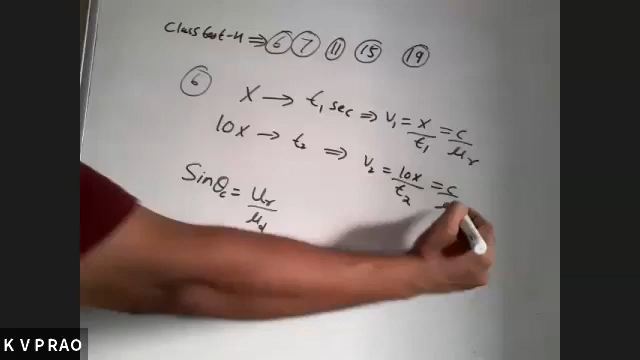 Class test-4 ⇒ 6 7 11 15 19
6 X → t₁ sec ⇒ V₁ = x/t₁ = c/μᵣ
10x → t₂ ⇒ V₂ = 10x/t₂ = c/
Sinθc = μᵣ/μd
K V P RAO